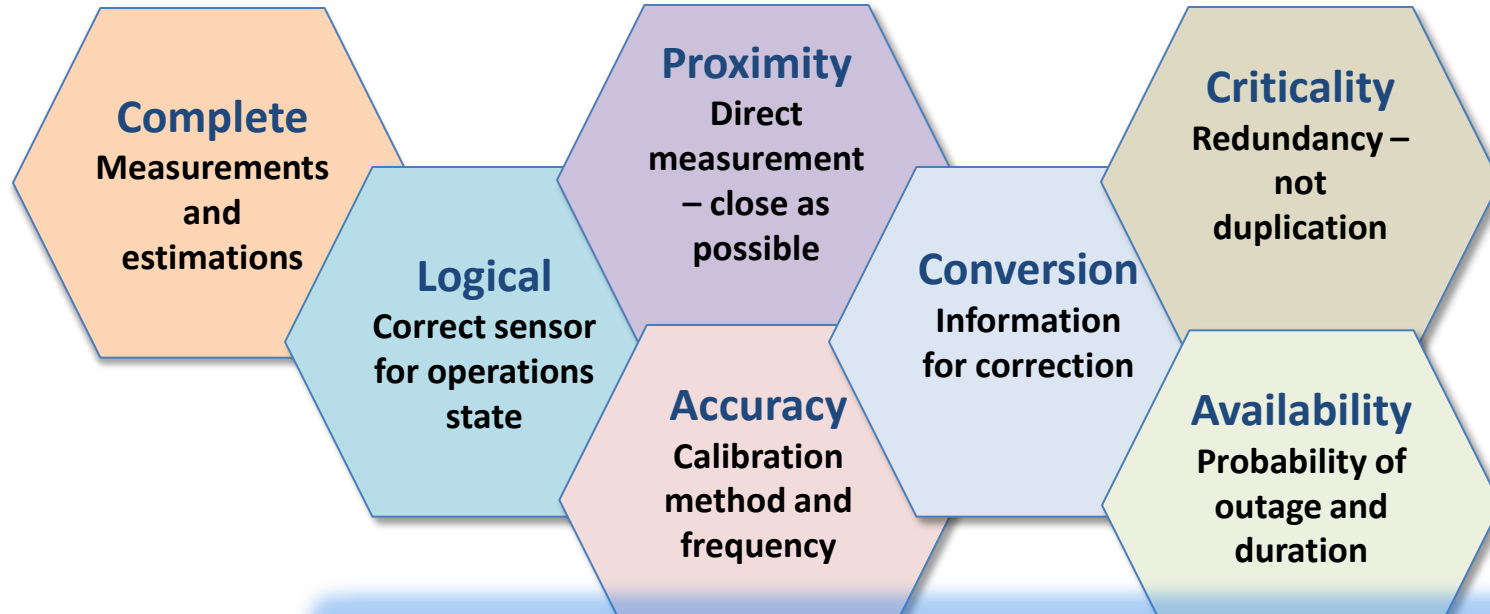 Complete
Measurements
and
estimations
Logical
Correct sensor
for operations
state
Proximity
Direct
measurement
– close as
possible
Accuracy
Calibration
method and
frequency
Conversion
Information
for correction
Criticality
Redundancy –
not
duplication
Availability
Probability of
outage and
duration